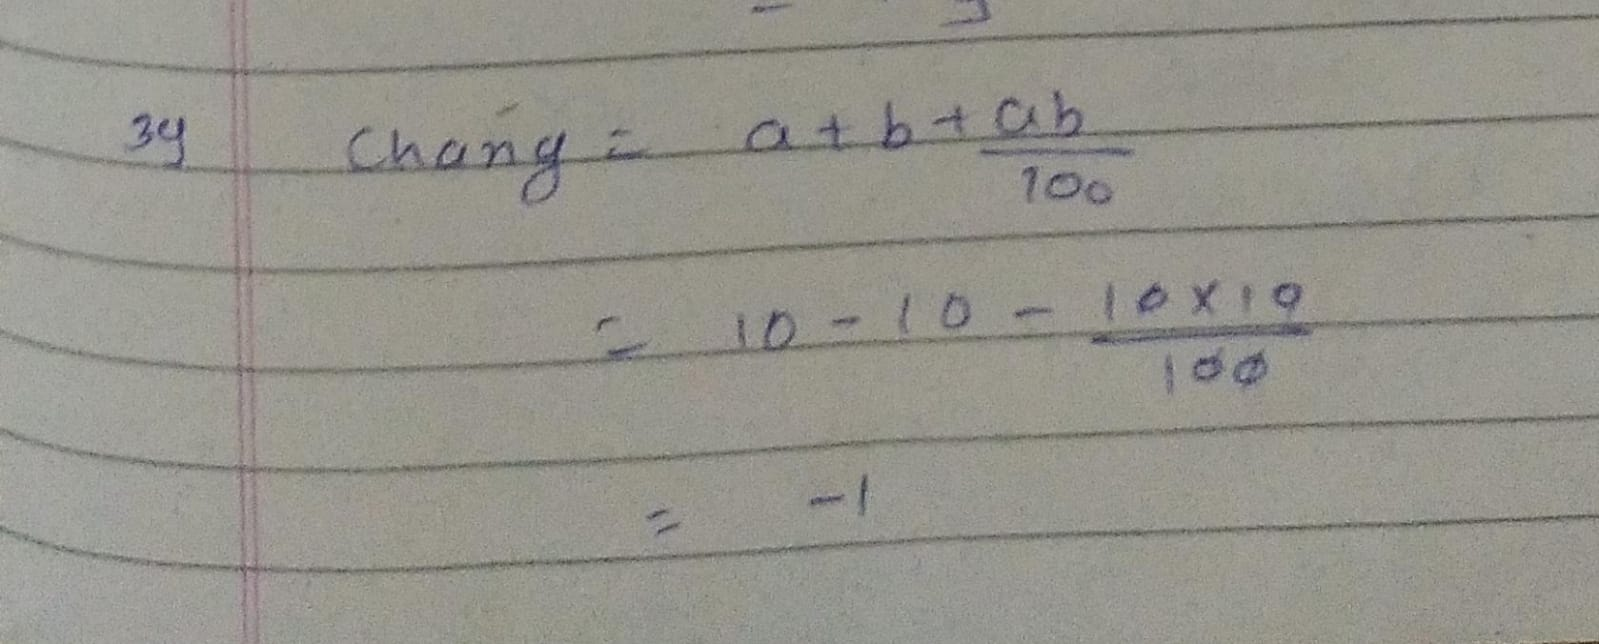 34 Chang = a + b + ab/100
= 10 - 10 - 10×10/100
= -1